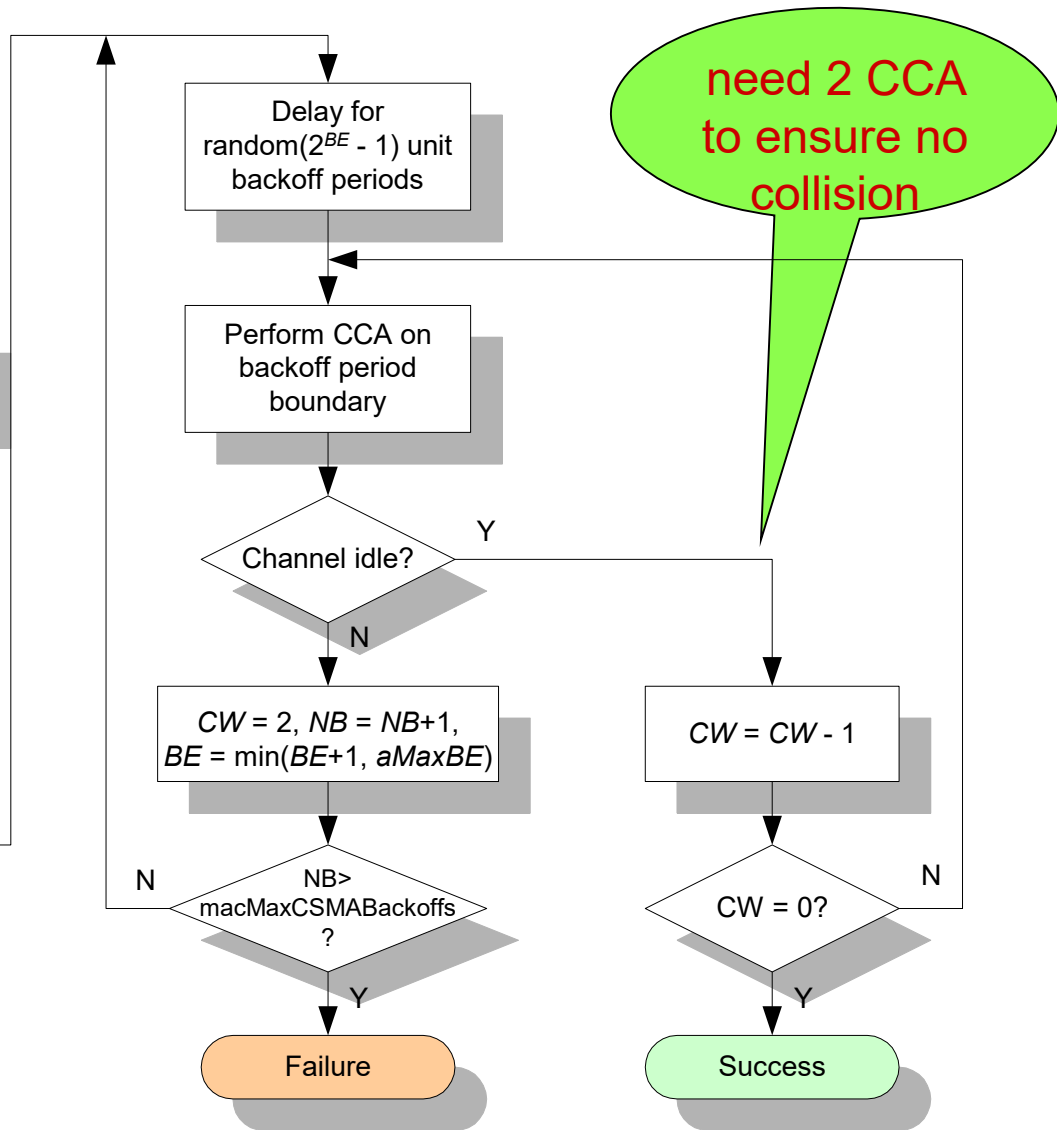 Delay for
random(2^BE - 1) unit
backoff periods
need 2 CCA
to ensure no
collision
Perform CCA on
backoff period
boundary
Channel idle?
Y
N
CW = 2, NB = NB+1,
BE = min(BE+1, aMaxBE)
CW = CW - 1
N
NB>
macMaxCSMABackoffs
?
CW = 0?
N
Y
Y
Failure
Success